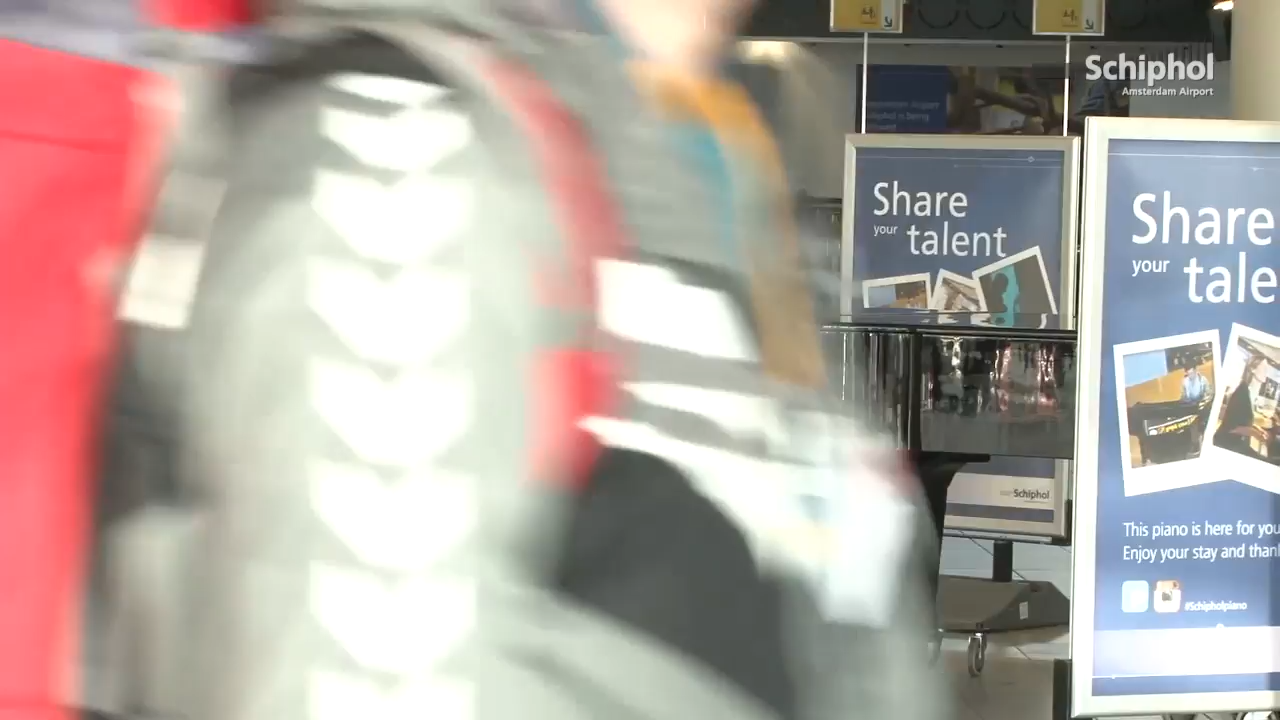 Schiphol
Amsterdam Airport
Share
your talent
Schiphol
Share
your tale
This piano is here for you
Enjoy your stay and than
#Schipholpiano